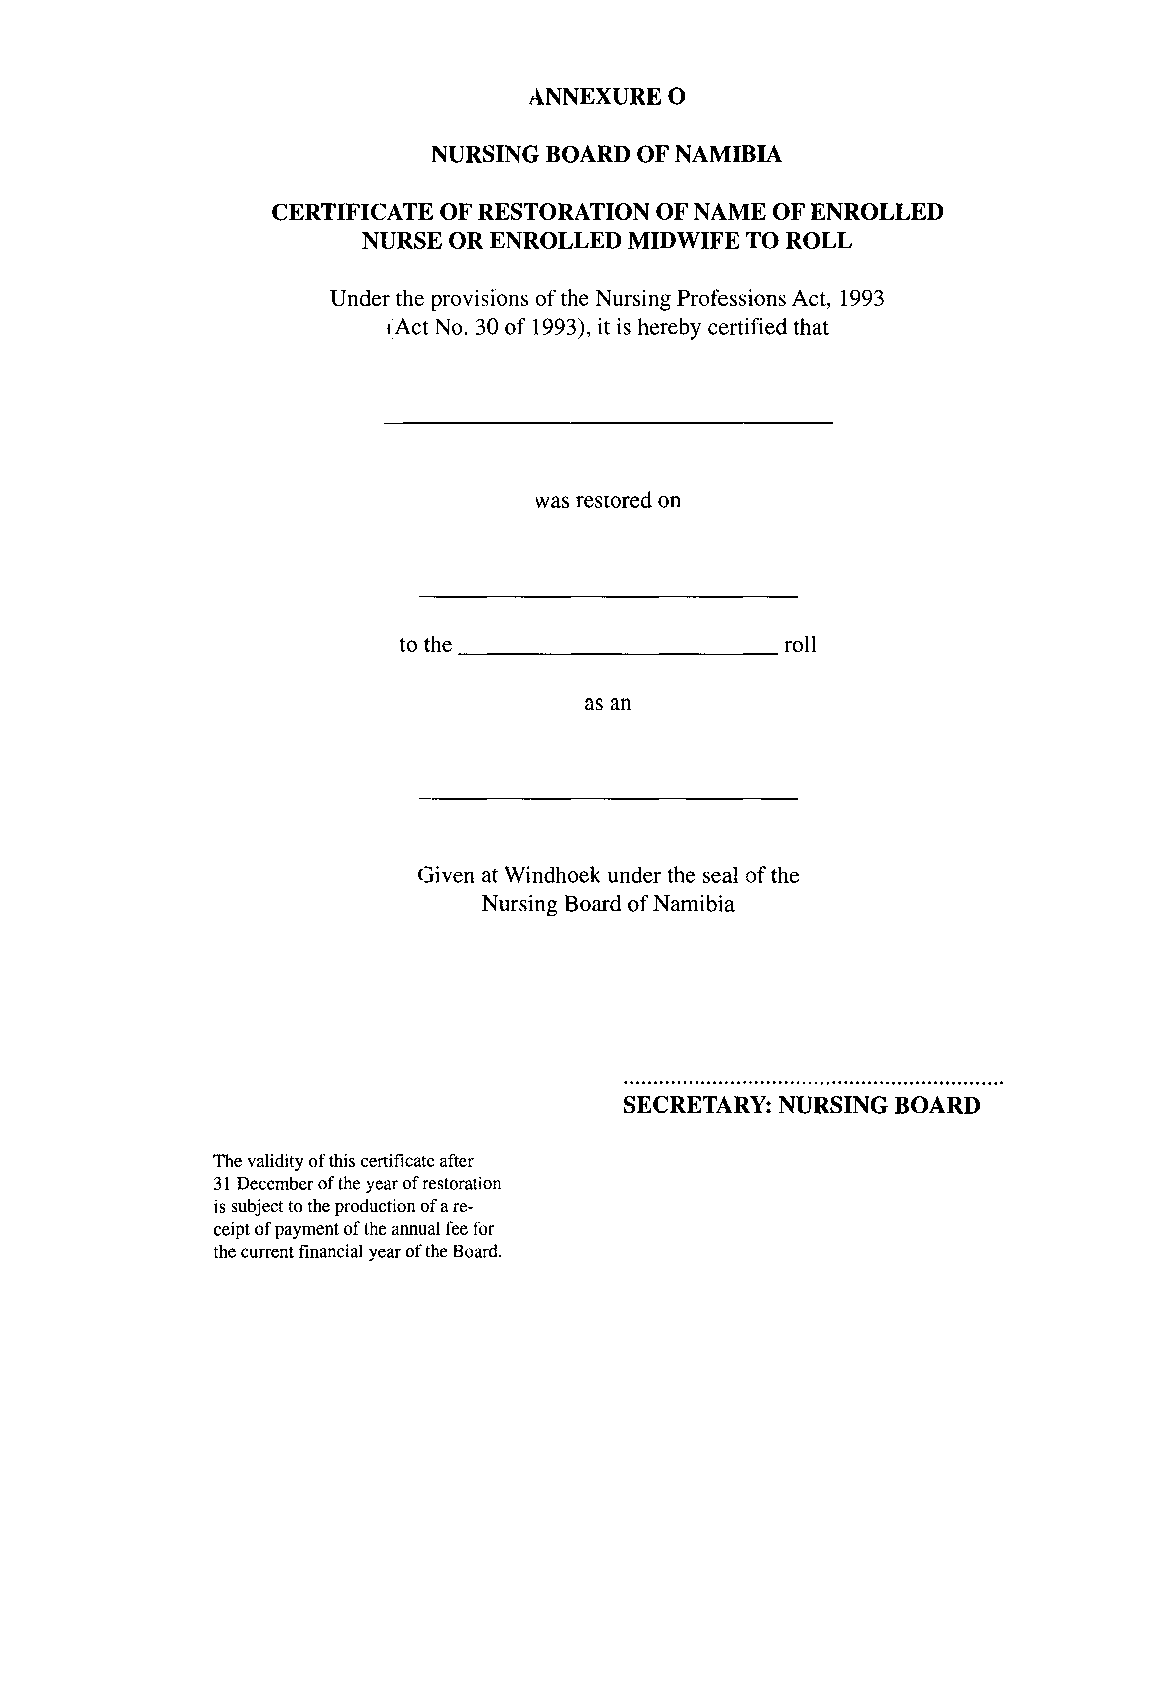 ANNEXURE O
NURSING BOARD OF NAMIBIA
CERTIFICATE OF RESTORATION OF NAME OF ENROLLED
NURSE OR ENROLLED MIDWIFE TO ROLL
Under the provisions of the Nursing Professions Act, 1993
(Act No. 30 of 1993), it is hereby certified that
was restored on
to the ____________________ roll
as an
Given at Windhoek under the seal of the
Nursing Board of Namibia
SECRETARY: NURSING BOARD
The validity of this certificate after
31 December of the year of restoration
is subject to the production of a re-
ceipt of payment of the annual fee for
the current financial year of the Board.